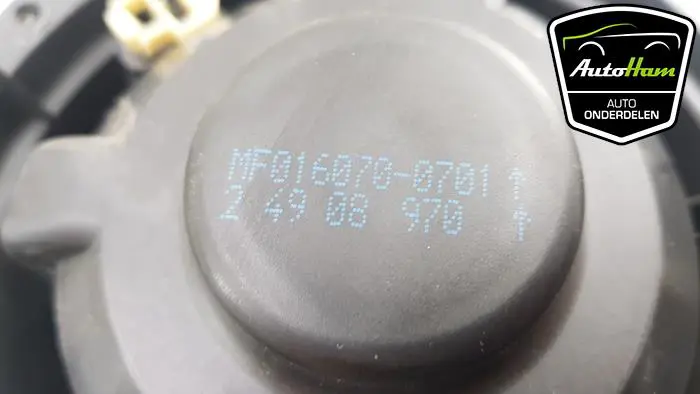 AutoHam
AUTO
ONDERDELEN
MF016070-0701 ↑
2 49 08 970 ↑